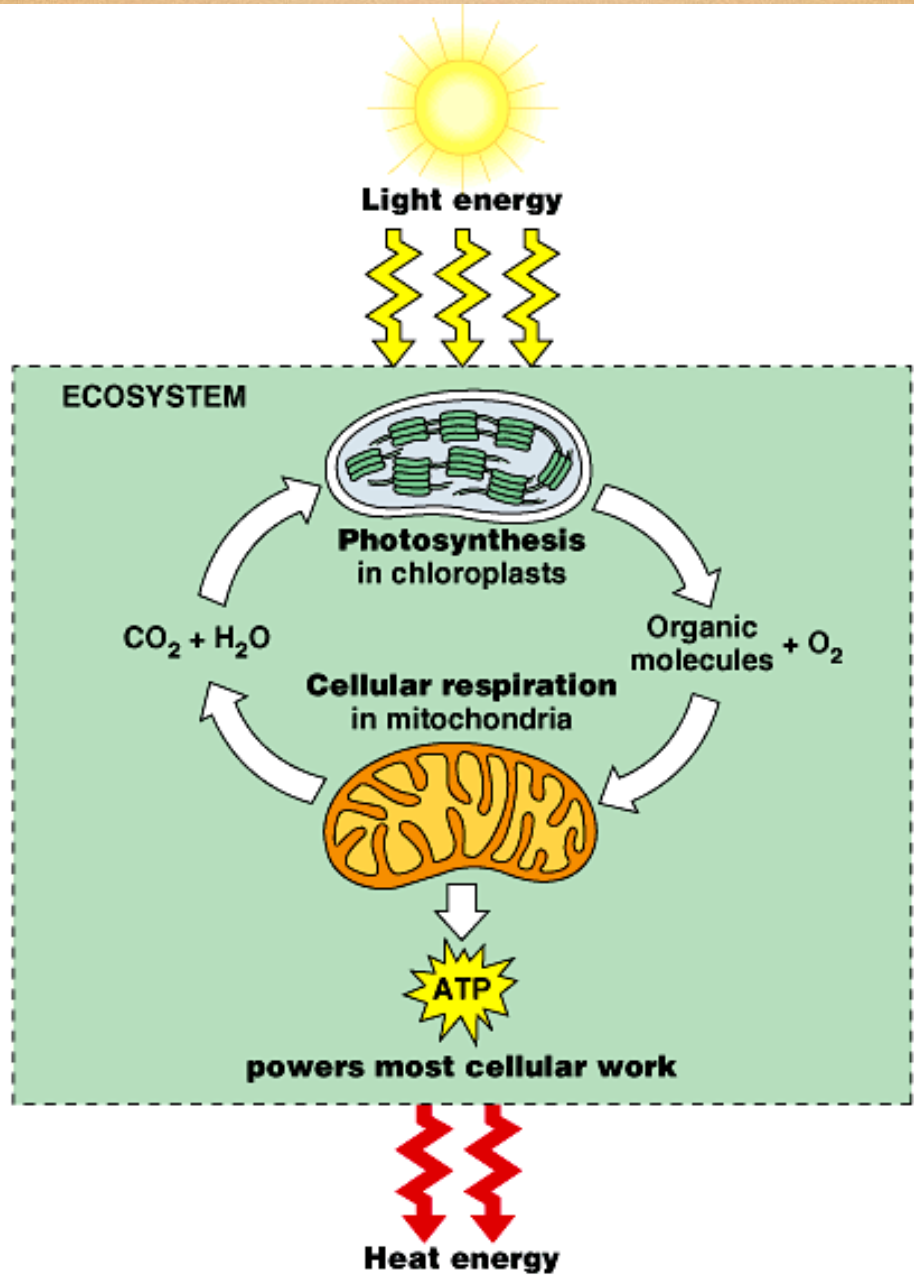 Light energy
ECOSYSTEM
Photosynthesis
in chloroplasts
CO₂ + H₂O
Organic
molecules + O₂
Cellular respiration
in mitochondria
ATP
powers most cellular work
Heat energy